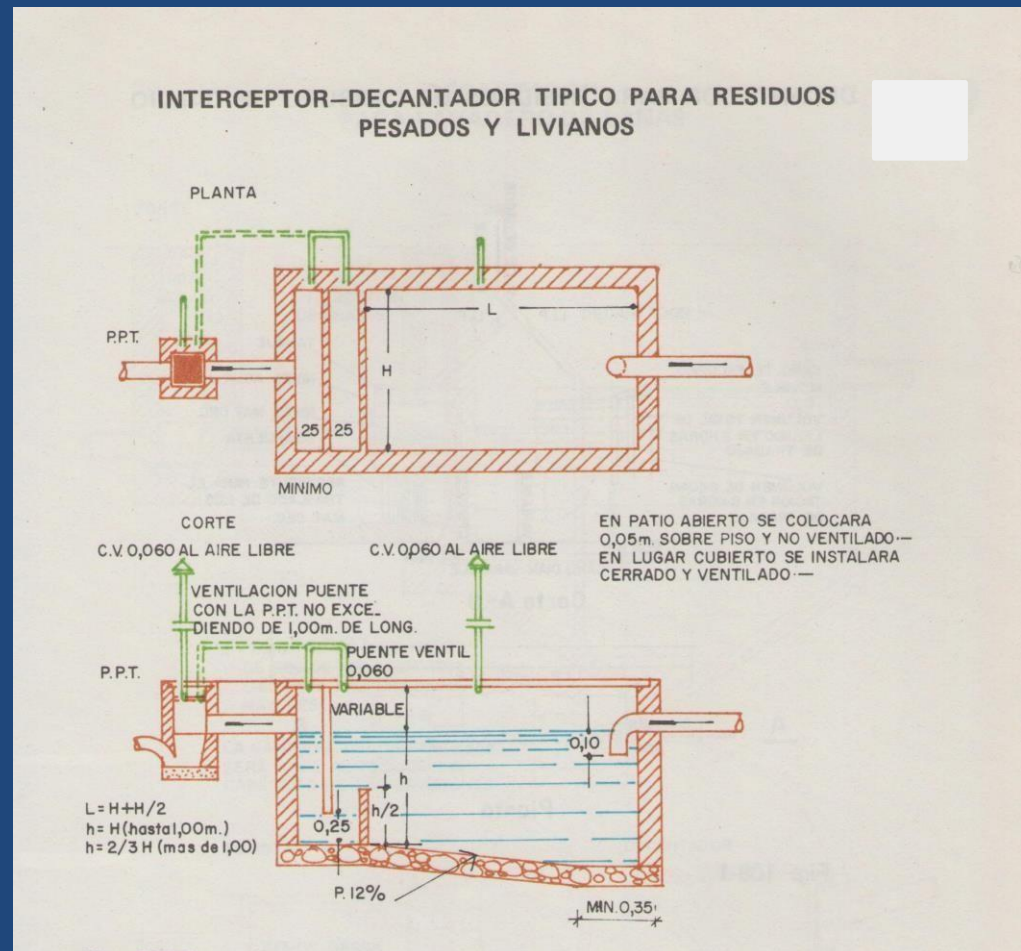 INTERCEPTOR-DECANTADOR TIPICO PARA RESIDUOS
PESADOS Y LIVIANOS
PLANTA
P.P.T.
L
H
.25 .25
MINIMO
CORTE
C.V. 0,060 AL AIRE LIBRE
C.V. 0,060 AL AIRE LIBRE
EN PATIO ABIERTO SE COLOCARA
0,05m. SOBRE PISO Y NO VENTILADO.—
EN LUGAR CUBIERTO SE INSTALARA
CERRADO Y VENTILADO.—
VENTILACION PUENTE
CON LA P.P.T. NO EXCE_
DIENDO DE 1,00m. DE LONG.
PUENTE VENTIL
0,060
P.P.T.
VARIABLE
0,10
h
h/2
0,25
L= H+H/2
h= H (hasta 1,00m.)
h= 2/3 H (mas de 1,00)
P. 12%
MIN. 0,35